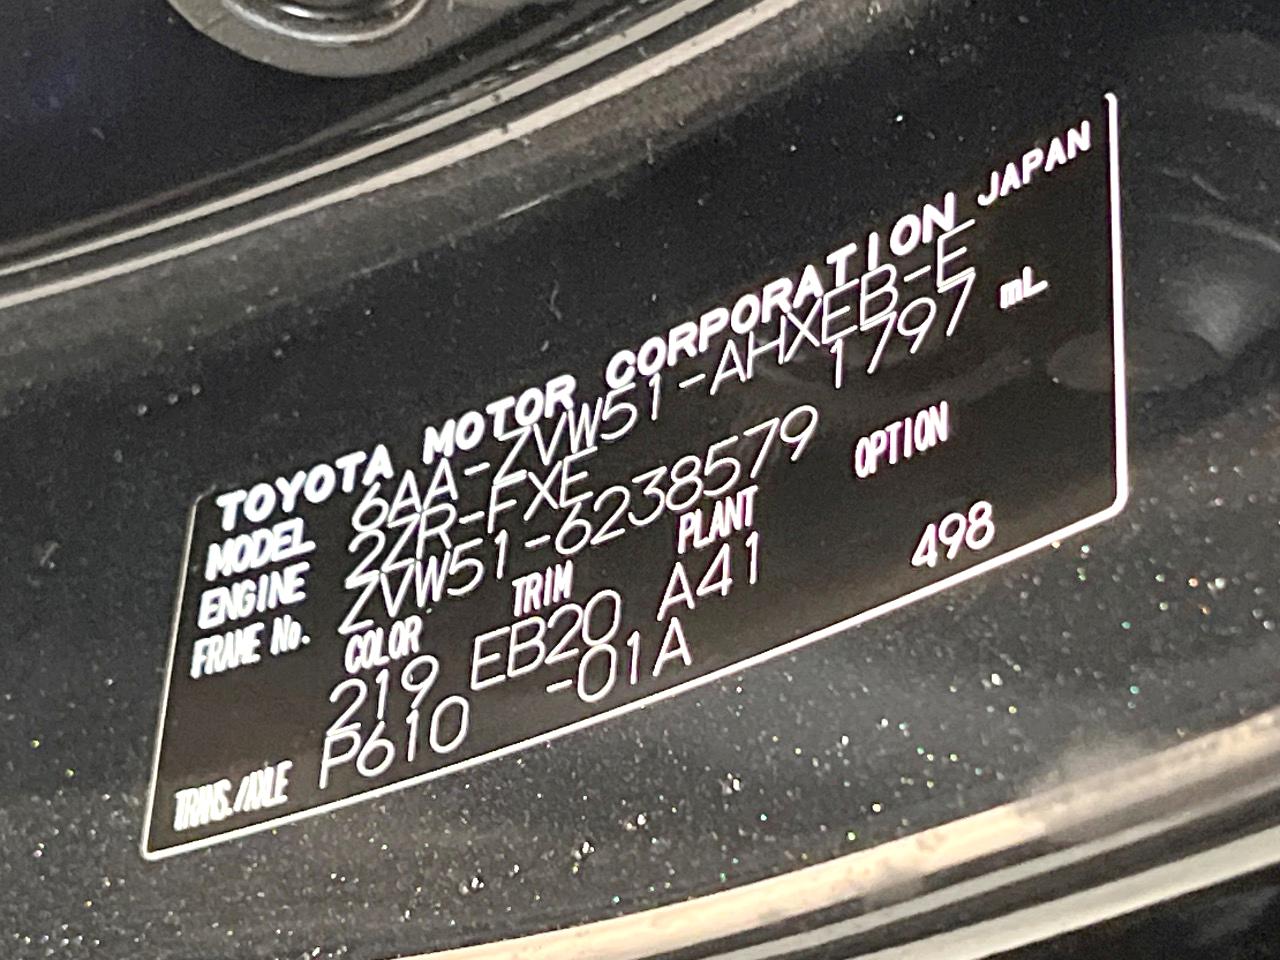 TOYOTA MOTOR CORPORATION JAPAN
MODEL 6AA-ZVW51-AHXEB-E
ENGINE 2ZR-FXE 1797 mL
FRAME No. ZVW51-6238579
COLOR TRIM PLANT OPTION
219 EB20 A41 498
TRANS./AXLE P610 -01A